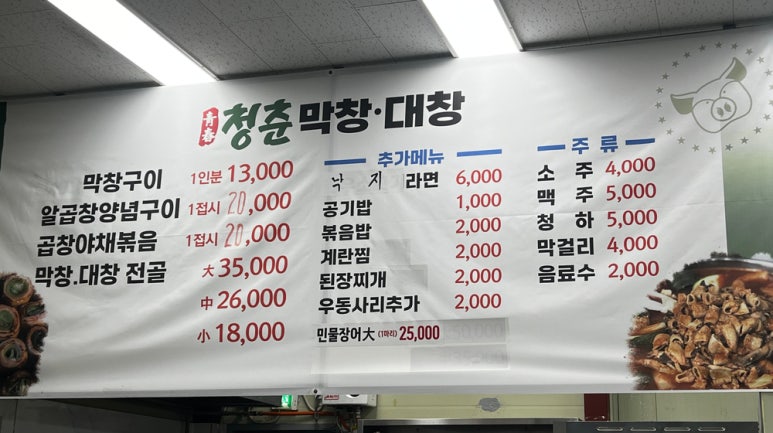 青春 청춘 막창·대창
막창구이 1인분 13,000
알곱창양념구이 1접시 20,000
곱창야채볶음 1접시 20,000
막창.대창 전골 大 35,000
中 26,000
小 18,000
추가메뉴
낙지라면 6,000
공기밥 1,000
볶음밥 2,000
계란찜 2,000
된장찌개 2,000
우동사리추가 2,000
민물장어大 (1마리) 25,000
주류
소주 4,000
맥주 5,000
청하 5,000
막걸리 4,000
음료수 2,000